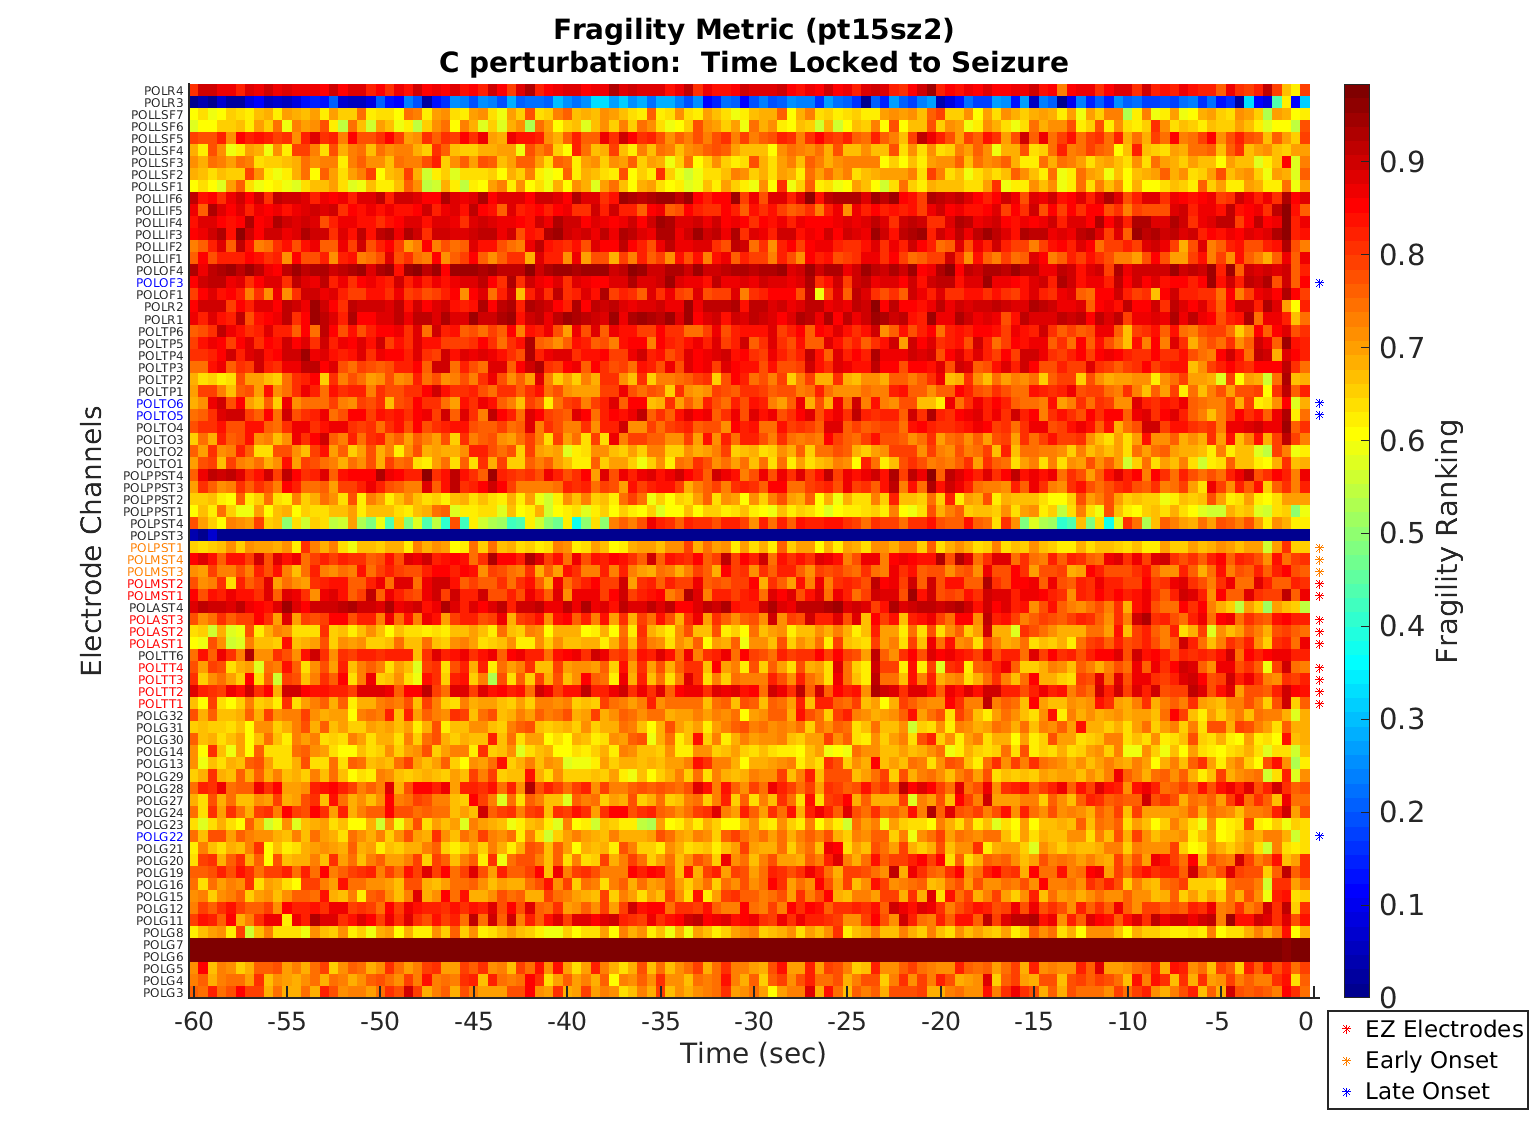 Fragility Metric (pt15sz2)
C perturbation:  Time Locked to Seizure
Electrode Channels
POLR4
POLR3
POLLSF7
POLLSF6
POLLSF5
POLLSF4
POLLSF3
POLLSF2
POLLSF1
POLLIF6
POLLIF5
POLLIF4
POLLIF3
POLLIF2
POLLIF1
POLOF4
POLOF3
POLOF1
POLR2
POLR1
POLTP6
POLTP5
POLTP4
POLTP3
POLTP2
POLTP1
POLTO6
POLTO5
POLTO4
POLTO3
POLTO2
POLTO1
POLPPST4
POLPPST3
POLPPST2
POLPPST1
POLPST4
POLPST3
POLPST1
POLMST4
POLMST3
POLMST2
POLMST1
POLAST4
POLAST3
POLAST2
POLAST1
POLTT6
POLTT4
POLTT3
POLTT2
POLTT1
POLG32
POLG31
POLG30
POLG14
POLG13
POLG29
POLG28
POLG27
POLG24
POLG23
POLG22
POLG21
POLG20
POLG19
POLG16
POLG15
POLG12
POLG11
POLG8
POLG7
POLG6
POLG5
POLG4
POLG3
-60 -55 -50 -45 -40 -35 -30 -25 -20 -15 -10 -5 0
Time (sec)
0.9
0.8
0.7
0.6
0.5
0.4
0.3
0.2
0.1
0
Fragility Ranking
EZ Electrodes
Early Onset
Late Onset